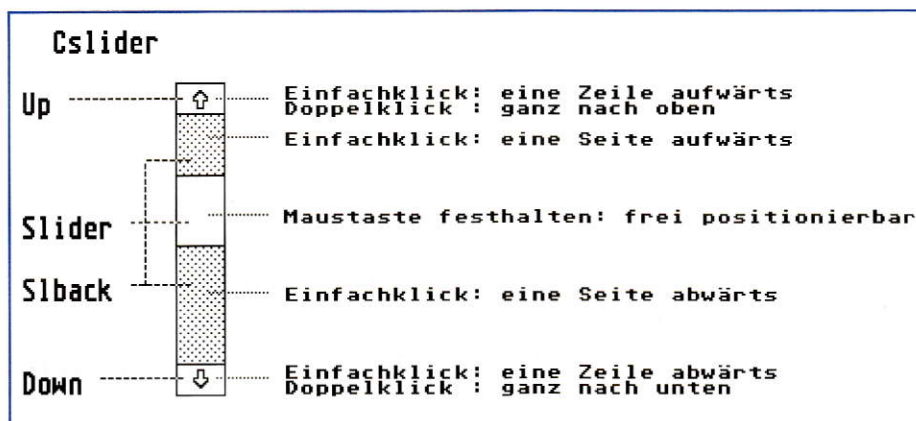 Cslider
Up
Einfachklick: eine Zeile aufwärts
Doppelklick : ganz nach oben
Einfachklick: eine Seite aufwärts
Slider
Maustaste festhalten: frei positionierbar
Slback
Einfachklick: eine Seite abwärts
Down
Einfachklick: eine Zeile abwärts
Doppelklick : ganz nach unten